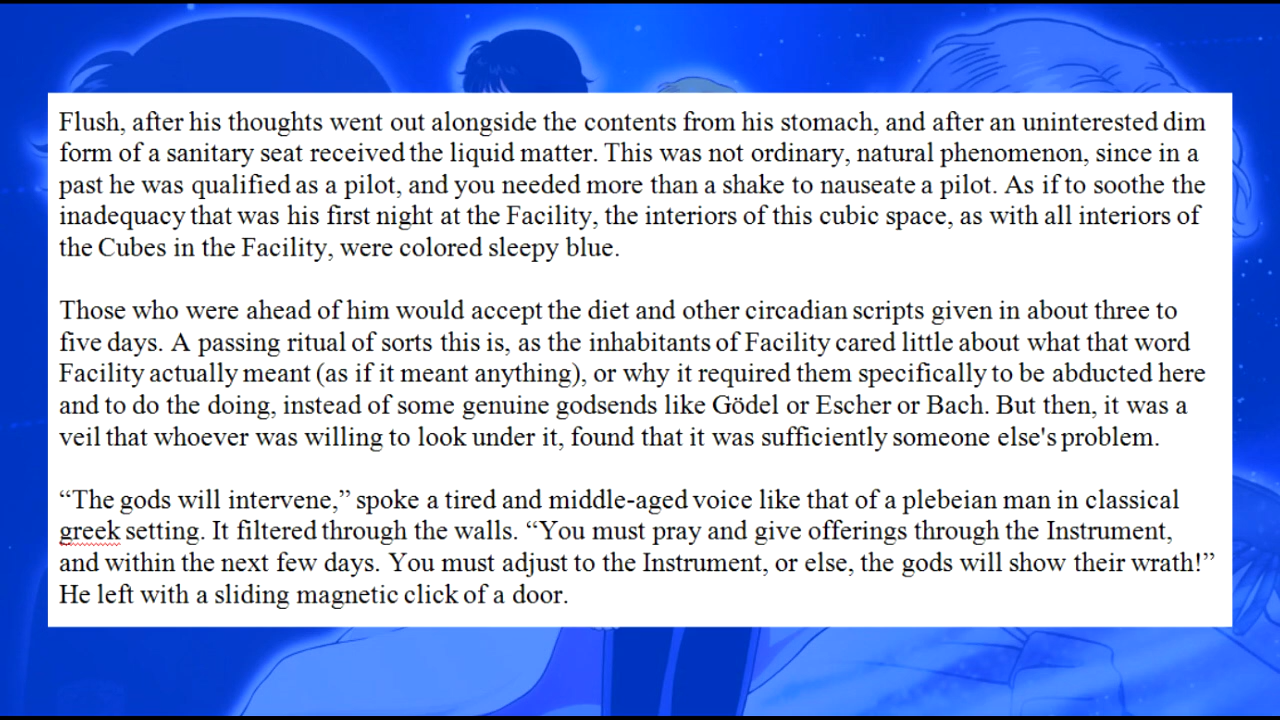 Flush, after his thoughts went out alongside the contents from his stomach, and after an uninterested dim
form of a sanitary seat received the liquid matter. This was not ordinary, natural phenomenon, since in a
past he was qualified as a pilot, and you needed more than a shake to nauseate a pilot. As if to soothe the
inadequacy that was his first night at the Facility, the interiors of this cubic space, as with all interiors of
the Cubes in the Facility, were colored sleepy blue.
Those who were ahead of him would accept the diet and other circadian scripts given in about three to
five days. A passing ritual of sorts this is, as the inhabitants of Facility cared little about what that word
Facility actually meant (as if it meant anything), or why it required them specifically to be abducted here
and to do the doing, instead of some genuine godsends like Gödel or Escher or Bach. But then, it was a
veil that whoever was willing to look under it, found that it was sufficiently someone else's problem.
“The gods will intervene,” spoke a tired and middle-aged voice like that of a plebeian man in classical
greek setting. It filtered through the walls. “You must pray and give offerings through the Instrument,
and within the next few days. You must adjust to the Instrument, or else, the gods will show their wrath!”
He left with a sliding magnetic click of a door.